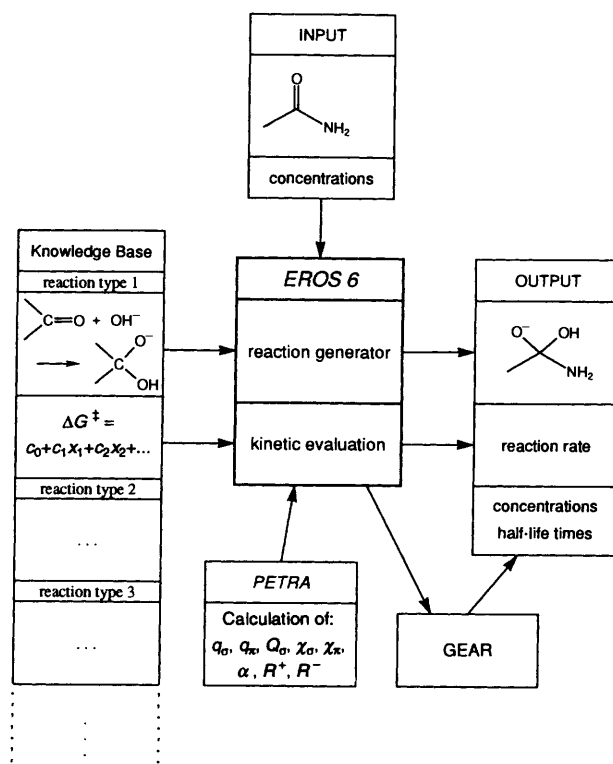 INPUT
O
NH₂
concentrations
Knowledge Base
reaction type 1
C=O + OH⁻
O⁻
C
OH
ΔG‡ =
c₀+c₁x₁+c₂x₂+...
reaction type 2
...
reaction type 3
...
EROS 6
reaction generator
kinetic evaluation
PETRA
Calculation of:
qσ, qπ, Qσ, χσ, χπ,
α, R⁺, R⁻
GEAR
OUTPUT
O⁻ OH
NH₂
reaction rate
concentrations
half-life times